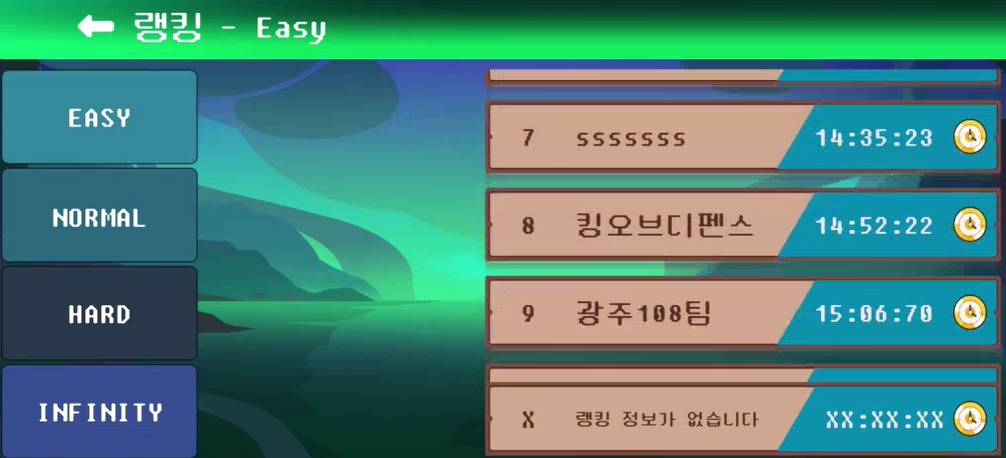 랭킹 - Easy
EASY
NORMAL
HARD
INFINITY
7 sssssss 14:35:23
8 킹오브디펜스 14:52:22
9 광주108팀 15:06:70
X 랭킹 정보가 없습니다 XX:XX:XX